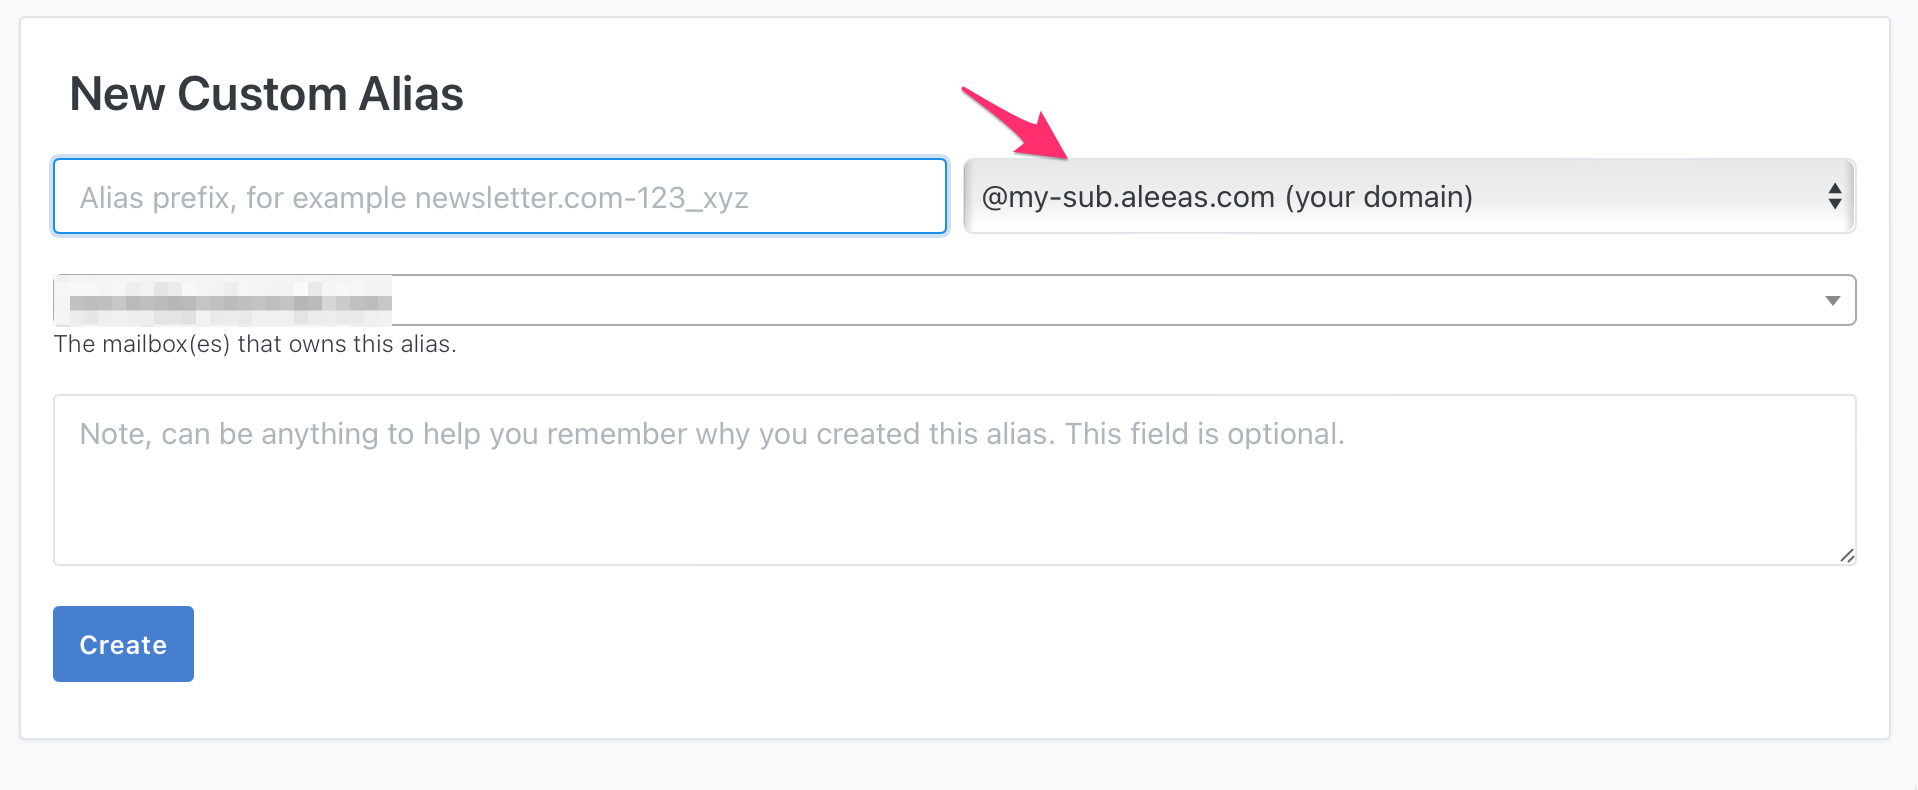 New Custom Alias
Alias prefix, for example newsletter.com-123_xyz
@my-sub.aleeas.com (your domain)
The mailbox(es) that owns this alias.
Note, can be anything to help you remember why you created this alias. This field is optional.
Create